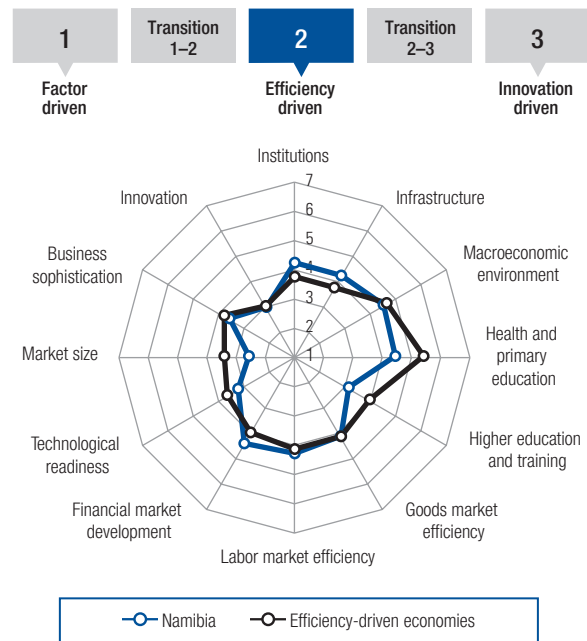 1
Transition
1–2
2
Transition
2–3
3
Factor
driven
Efficiency
driven
Innovation
driven
Institutions
7
6
5
4
3
2
1
Infrastructure
Macroeconomic
environment
Health and
primary
education
Higher education
and training
Goods market
efficiency
Labor market efficiency
Financial market
development
Technological
readiness
Market size
Business
sophistication
Innovation
Namibia
Efficiency-driven economies